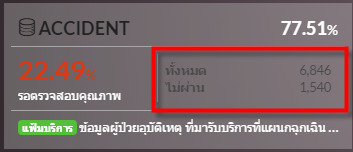 ACCIDENT 77.51%
22.49%
รอตรวจสอบคุณภาพ
ทั้งหมด 6,846
ไม่ผ่าน 1,540
แฟ้มบริการ ข้อมูลผู้ป่วยอุบัติเหตุ ที่มารับบริการที่แผนกฉุกเฉิน ...